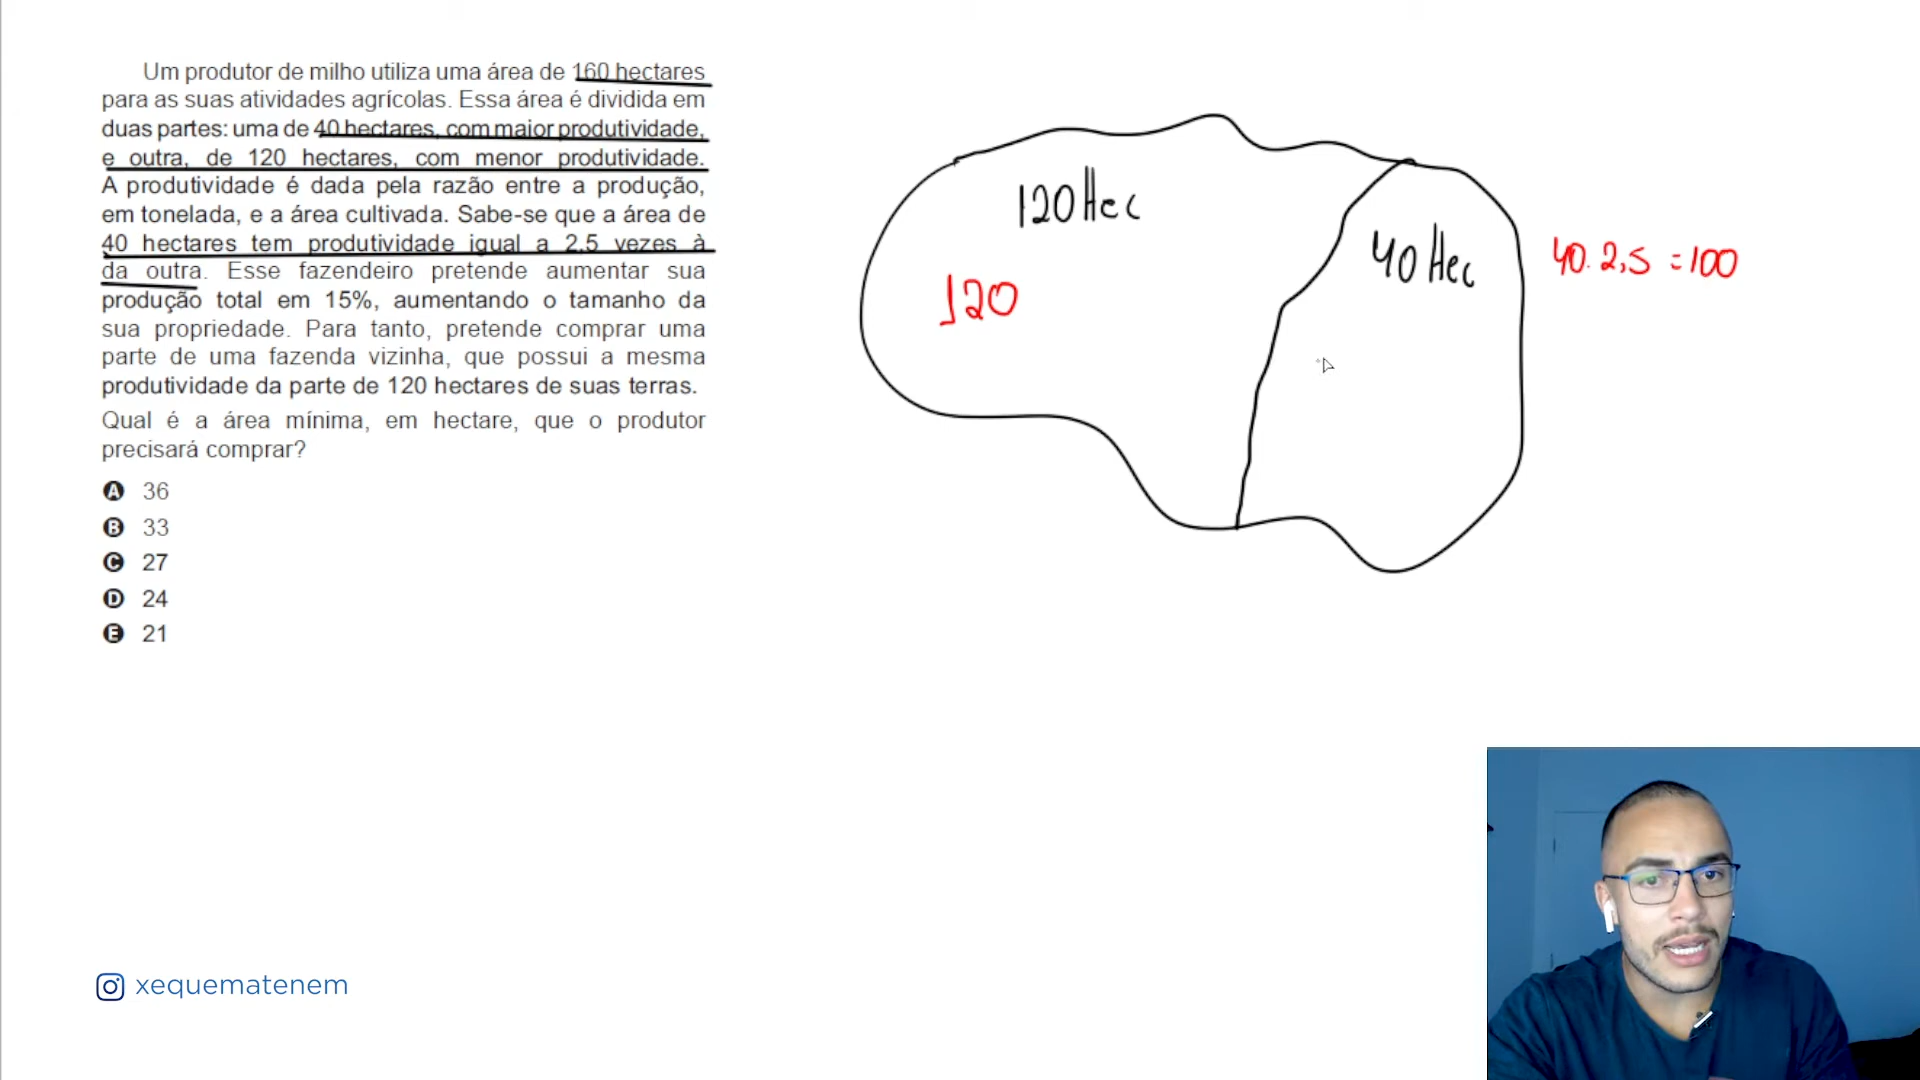 Um produtor de milho utiliza uma área de 160 hectares
para as suas atividades agrícolas. Essa área é dividida em
duas partes: uma de 40 hectares, com maior produtividade,
e outra, de 120 hectares, com menor produtividade.
A produtividade é dada pela razão entre a produção,
em tonelada, e a área cultivada. Sabe-se que a área de
40 hectares tem produtividade igual a 2,5 vezes à
da outra. Esse fazendeiro pretende aumentar sua
produção total em 15%, aumentando o tamanho da
sua propriedade. Para tanto, pretende comprar uma
parte de uma fazenda vizinha, que possui a mesma
produtividade da parte de 120 hectares de suas terras.
Qual é a área mínima, em hectare, que o produtor
precisará comprar?
A 36
B 33
C 27
D 24
E 21
120 Hec
120
40 Hec
40. 2,5 = 100
xequematenem